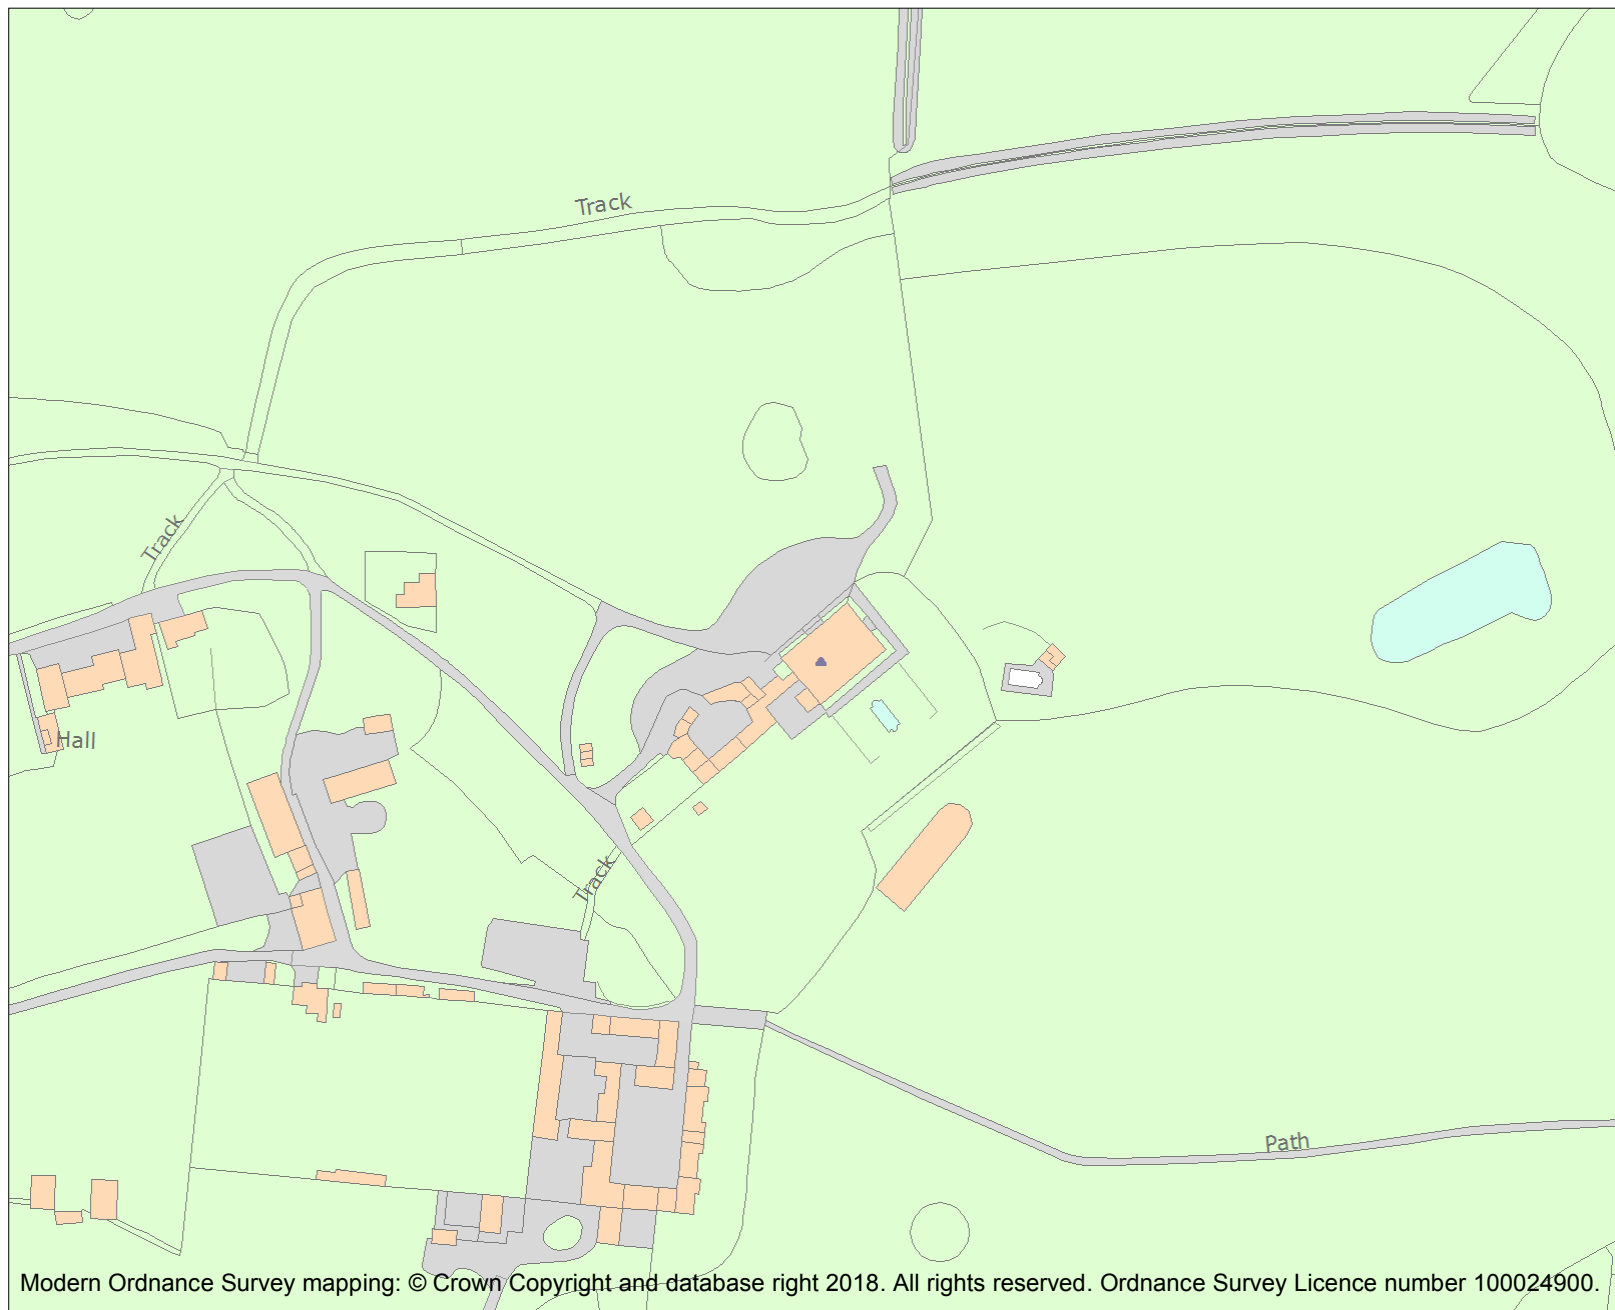 Track
Track
Hall
Track
Path
Modern Ordnance Survey mapping: © Crown Copyright and database right 2018. All rights reserved. Ordnance Survey Licence number 100024900.